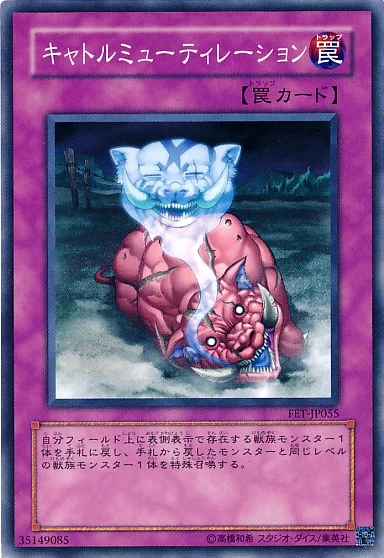 キャトルミューティレーション
トラップ
罠
トラップ
【罠カード】
FET-JP055
自分フィールド上に表側表示で存在する獣族モンスター1
体を手札に戻し、手札から戻したモンスターと同じレベル
の獣族モンスター1体を特殊召喚する。
35149085
©高橋和希 スタジオ・ダイス/集英社